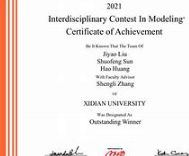 2021
Interdisciplinary Contest In Modeling®
Certificate of Achievement
Be It Known That The Team Of
Jiyao Liu
Shuofeng Sun
Hao Huang
With Faculty Advisor
Shengli Zhang
of
XIDIAN UNIVERSITY
Was Designated As
Outstanding Winner